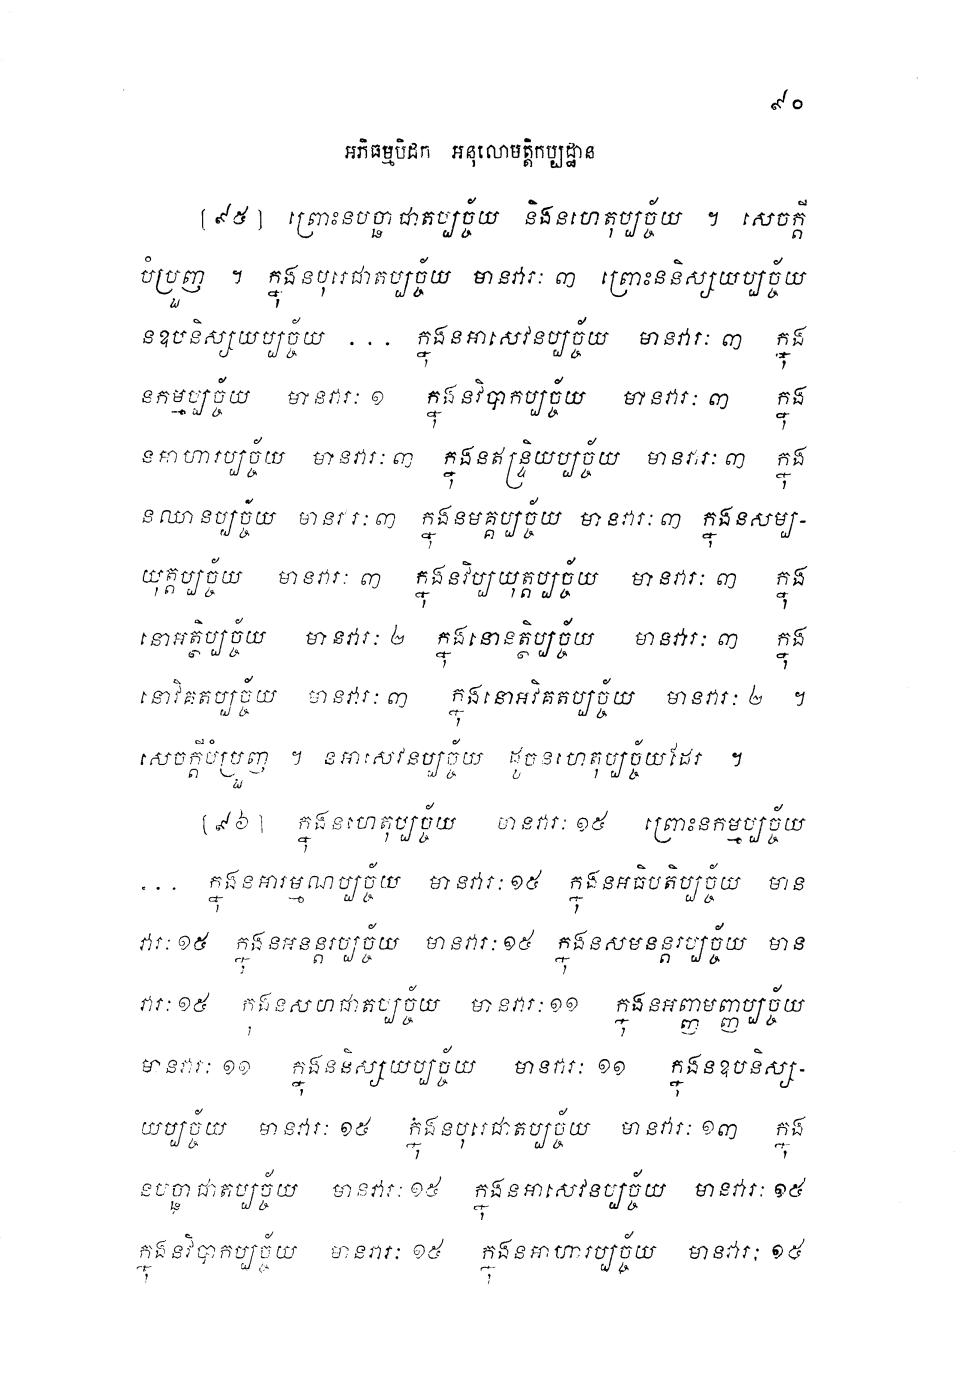 ៩០
អភិធម្មបិដក អនុលោមត្តិកប្បដ្ឋាន
[៩៥] ព្រោះនបច្ឆាជាតប្បច្ច័យ និងនហេតុប្បច្ច័យ ។ សេចក្តី
បំប្រួញ ។ ក្នុងនបុរេជាតប្បច្ច័យ មានវារៈ ៣ ព្រោះននិស្សយប្បច្ច័យ
នឧបនិស្សយប្បច្ច័យ ... ក្នុងនអាសេវនប្បច្ច័យ មានវារៈ ៣ ក្នុង
នកម្មប្បច្ច័យ មានវារៈ ១ ក្នុងនវិបាកប្បច្ច័យ មានវារៈ ៣ ក្នុង
នអាហារប្បច្ច័យ មានវារៈ ៣ ក្នុងនឥន្ទ្រិយប្បច្ច័យ មានវារៈ ៣ ក្នុង
នឈានប្បច្ច័យ មានវារៈ ៣ ក្នុងនមគ្គប្បច្ច័យ មានវារៈ ៣ ក្នុងនសម្ប-
យុត្តប្បច្ច័យ មានវារៈ ៣ ក្នុងនវិប្បយុត្តប្បច្ច័យ មានវារៈ ៣ ក្នុង
នោអត្ថិប្បច្ច័យ មានវារៈ ២ ក្នុងនោនត្ថិប្បច្ច័យ មានវារៈ ៣ ក្នុង
នោវិគតប្បច្ច័យ មានវារៈ ៣ ក្នុងនោអវិគតប្បច្ច័យ មានវារៈ ២ ។
សេចក្តីបំប្រួញ ។ នអាសេវនប្បច្ច័យ ដូចនហេតុប្បច្ច័យដែរ ។
[៩៦] ក្នុងនហេតុប្បច្ច័យ មានវារៈ ១៥ ព្រោះនកម្មប្បច្ច័យ
... ក្នុងនអារម្មណប្បច្ច័យ មានវារៈ ១៥ ក្នុងនអធិបតិប្បច្ច័យ មាន
វារៈ ១៥ ក្នុងនអនន្តរប្បច្ច័យ មានវារៈ ១៥ ក្នុងនសមនន្តរប្បច្ច័យ មាន
វារៈ ១៥ ក្នុងនសហជាតប្បច្ច័យ មានវារៈ ១១ ក្នុងនអញ្ញមញ្ញប្បច្ច័យ
មានវារៈ ១១ ក្នុងននិស្សយប្បច្ច័យ មានវារៈ ១១ ក្នុងនឧបនិស្ស-
យប្បច្ច័យ មានវារៈ ១៥ ក្នុងនបុរេជាតប្បច្ច័យ មានវារៈ ១៣ ក្នុង
នបច្ឆាជាតប្បច្ច័យ មានវារៈ ១៥ ក្នុងនអាសេវនប្បច្ច័យ មានវារៈ ១៥
ក្នុងនវិបាកប្បច្ច័យ មានវារៈ ១៥ ក្នុងនអាហារប្បច្ច័យ មានវារៈ ១៥